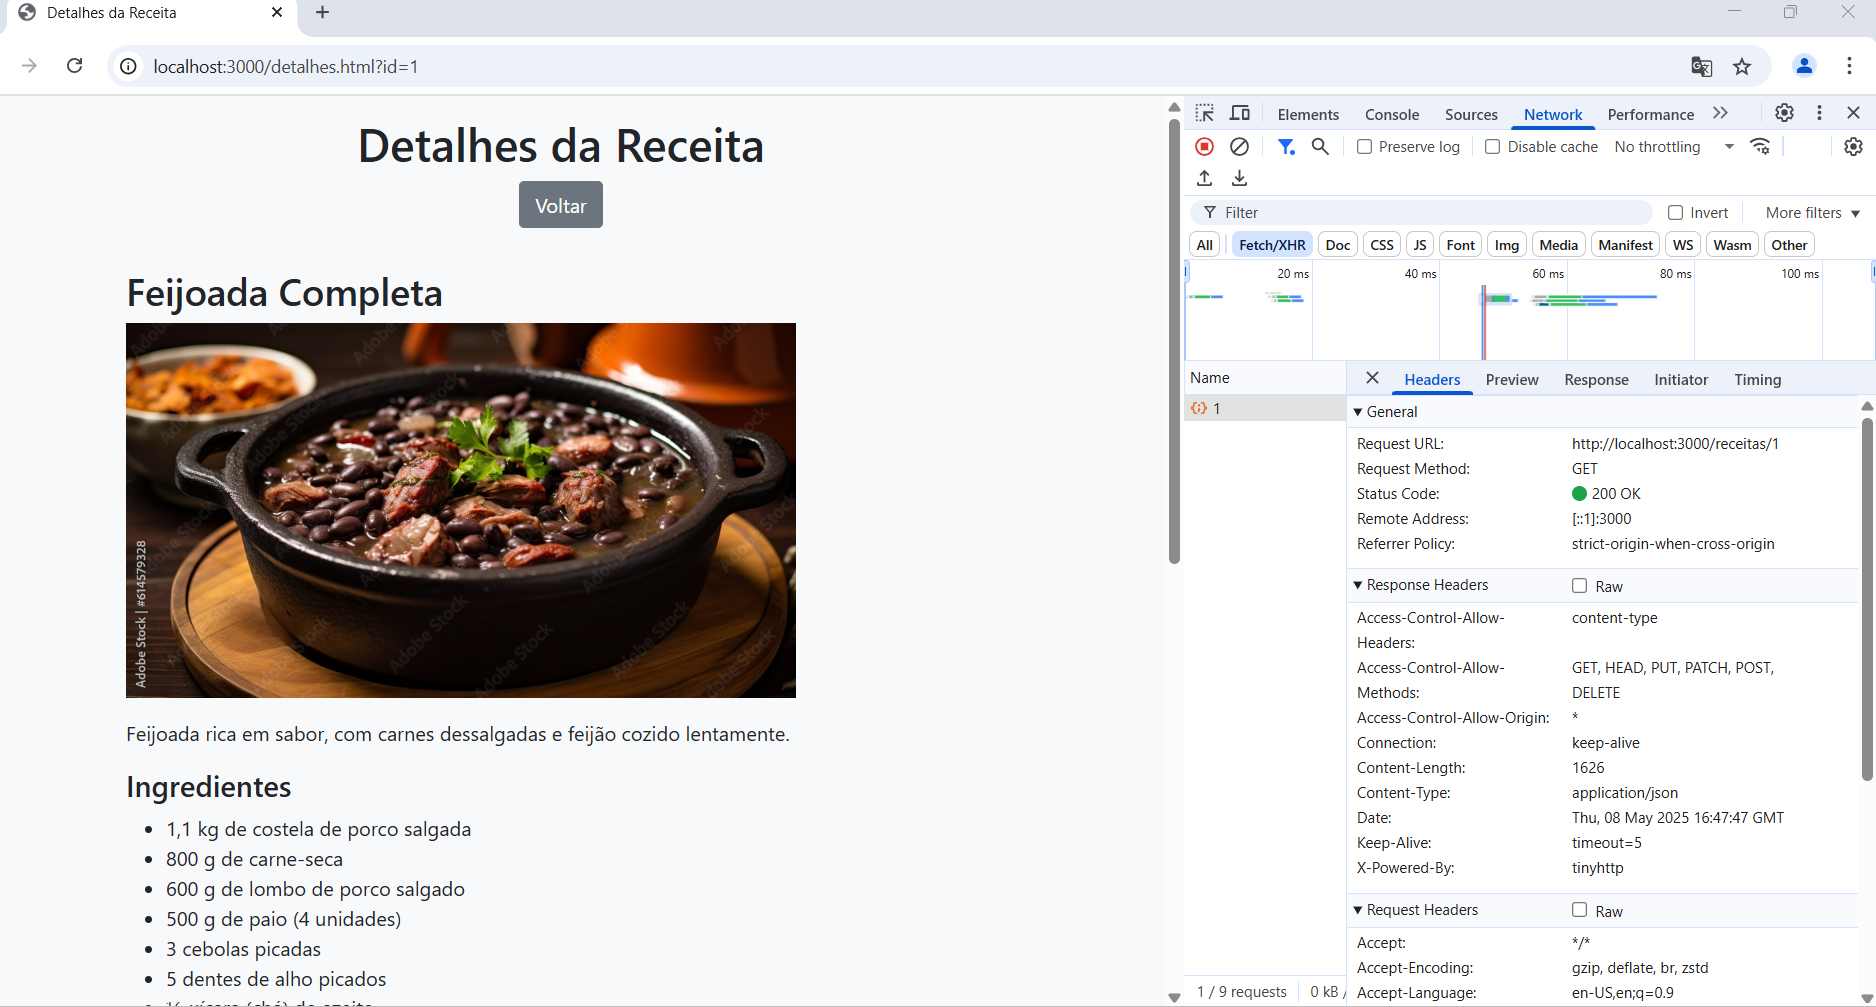 Detalhes da Receita
localhost:3000/detalhes.html?id=1
Detalhes da Receita
Voltar
Feijoada Completa
Adobe Stock | #614579328
Feijoada rica em sabor, com carnes dessalgadas e feijão cozido lentamente.
Ingredientes
1,1 kg de costela de porco salgada
800 g de carne-seca
600 g de lombo de porco salgado
500 g de paio (4 unidades)
3 cebolas picadas
5 dentes de alho picados
Elements Console Sources Network Performance
Preserve log Disable cache No throttling
Filter Invert More filters
All Fetch/XHR Doc CSS JS Font Img Media Manifest WS Wasm Other
20 ms 40 ms 60 ms 80 ms 100 ms
Name
1
Headers Preview Response Initiator Timing
General
Request URL: http://localhost:3000/receitas/1
Request Method: GET
Status Code: 200 OK
Remote Address: [::1]:3000
Referrer Policy: strict-origin-when-cross-origin
Response Headers Raw
Access-Control-Allow- content-type
Headers:
Access-Control-Allow- GET, HEAD, PUT, PATCH, POST,
Methods: DELETE
Access-Control-Allow-Origin: *
Connection: keep-alive
Content-Length: 1626
Content-Type: application/json
Date: Thu, 08 May 2025 16:47:47 GMT
Keep-Alive: timeout=5
X-Powered-By: tinyhttp
Request Headers Raw
Accept: */*
Accept-Encoding: gzip, deflate, br, zstd
Accept-Language: en-US,en;q=0.9
1 / 9 requests 0 kB /